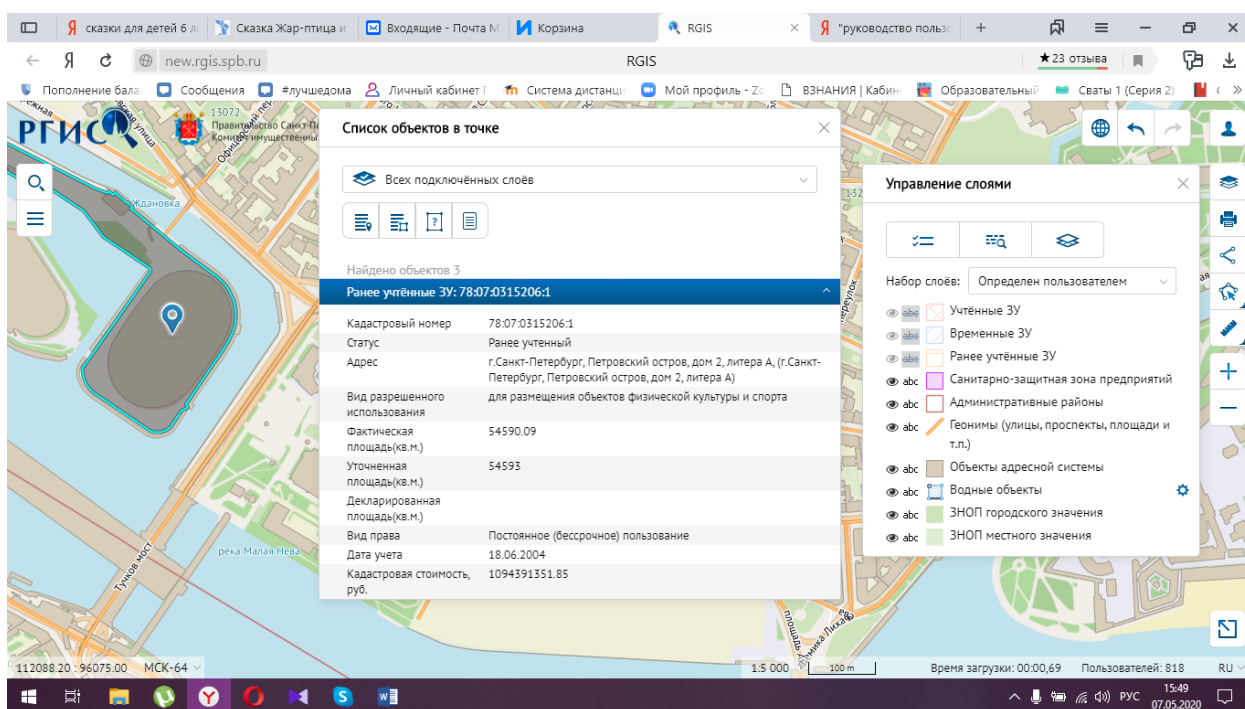 сказки для детей 6 л
Сказка Жар-птица и
Входящие - Почта М
Корзина
RGIS
"руководство пользо
new.rgis.spb.ru
RGIS
★23 отзыва
Пополнение бала
Сообщения
#лучшедома
Личный кабинет Г
Система дистанци
Мой профиль - Zo
ВЗНАНИЯ | Кабин
Образовательный
Сваты 1 (Серия 2)
РГИС
13072
Правительство Санкт-П
Комитет имущественны
Ждановка
Список объектов в точке
Всех подключённых слоёв
Найдено объектов 3
Ранее учтённые ЗУ: 78:07:0315206:1
Кадастровый номер 78:07:0315206:1
Статус Ранее учтенный
Адрес г.Санкт-Петербург, Петровский остров, дом 2, литера А, (г.Санкт-
Петербург, Петровский остров, дом 2, литера А)
Вид разрешенного для размещения объектов физической культуры и спорта
использования
Фактическая 54590.09
площадь(кв.м.)
Уточненная 54593
площадь(кв.м.)
Декларированная
площадь(кв.м.)
Вид права Постоянное (бессрочное) пользование
Дата учета 18.06.2004
Кадастровая стоимость, 1094391351.85
руб.
Управление слоями
Набор слоёв: Определен пользователем
abc Учтённые ЗУ
abc Временные ЗУ
abc Ранее учтённые ЗУ
abc Санитарно-защитная зона предприятий
abc Административные районы
abc Геонимы (улицы, проспекты, площади и
т.п.)
abc Объекты адресной системы
abc Водные объекты
abc ЗНОП городского значения
abc ЗНОП местного значения
река Малая Нева
Тучков мост
112088.20 : 96075.00 МСК-64
1:5 000
100 m
Время загрузки: 00:00,69
Пользователей: 818
RU
РУС
15:49
07.05.2020